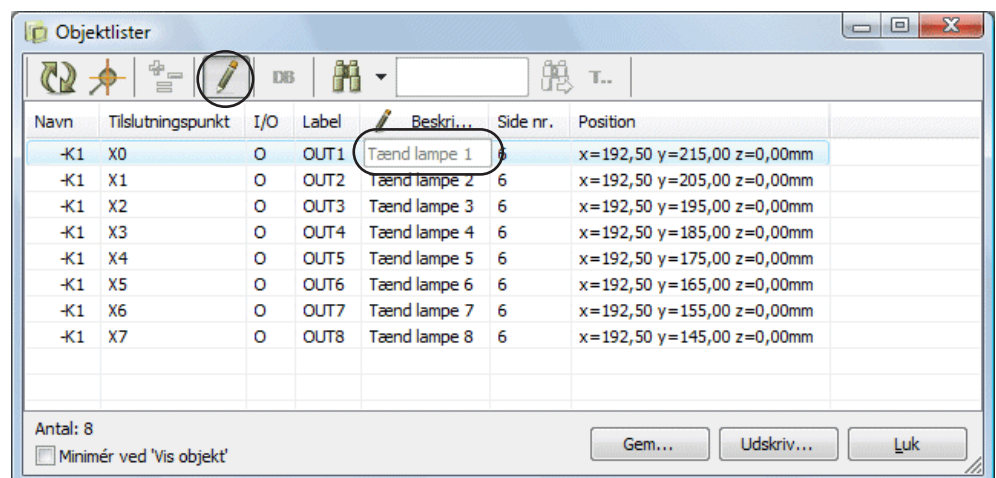 Objektlister
DB T..
Navn Tilslutningspunkt I/O Label Beskri... Side nr. Position
-K1 X0 O OUT1 Tænd lampe 1 6 x=192,50 y=215,00 z=0,00mm
-K1 X1 O OUT2 Tænd lampe 2 6 x=192,50 y=205,00 z=0,00mm
-K1 X2 O OUT3 Tænd lampe 3 6 x=192,50 y=195,00 z=0,00mm
-K1 X3 O OUT4 Tænd lampe 4 6 x=192,50 y=185,00 z=0,00mm
-K1 X4 O OUT5 Tænd lampe 5 6 x=192,50 y=175,00 z=0,00mm
-K1 X5 O OUT6 Tænd lampe 6 6 x=192,50 y=165,00 z=0,00mm
-K1 X6 O OUT7 Tænd lampe 7 6 x=192,50 y=155,00 z=0,00mm
-K1 X7 O OUT8 Tænd lampe 8 6 x=192,50 y=145,00 z=0,00mm
Antal: 8
Minimér ved 'Vis objekt'
Gem... Udskriv... Luk